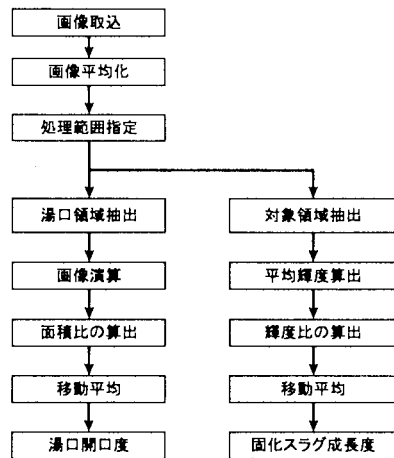 画像取込
画像平均化
処理範囲指定
湯口領域抽出
画像演算
面積比の算出
移動平均
湯口開口度
対象領域抽出
平均輝度算出
輝度比の算出
移動平均
固化スラグ成長度